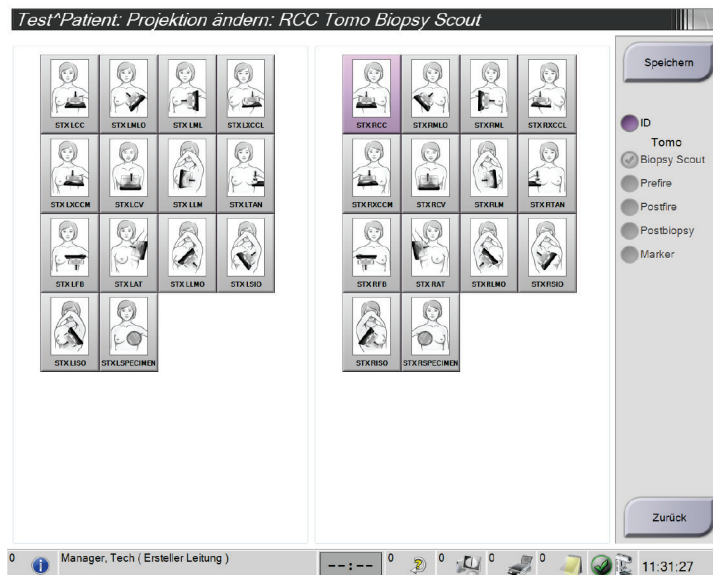 Test^Patient: Projektion ändern: RCC Tomo Biopsy Scout
STX LCC STX LMLO STX LML STX LXCCL
STX LXCCM STX LCV STX LLM STX LTAN
STX LFB STX LAT STX LLMO STX LSIO
STX LISO STX LSPECIMEN
STX RCC STX RMLO STX RML STX RXCCL
STX RXCCM STX RCV STX RLM STX RTAN
STX RFB STX RAT STX RLMO STX RSIO
STX RISO STX RSPECIMEN
Speichern
ID
Tomo
Biopsy Scout
Prefire
Postfire
Postbiopsy
Marker
Zurück
0 Manager, Tech ( Ersteller Leitung ) --:-- 0 0 0 0 11:31:27